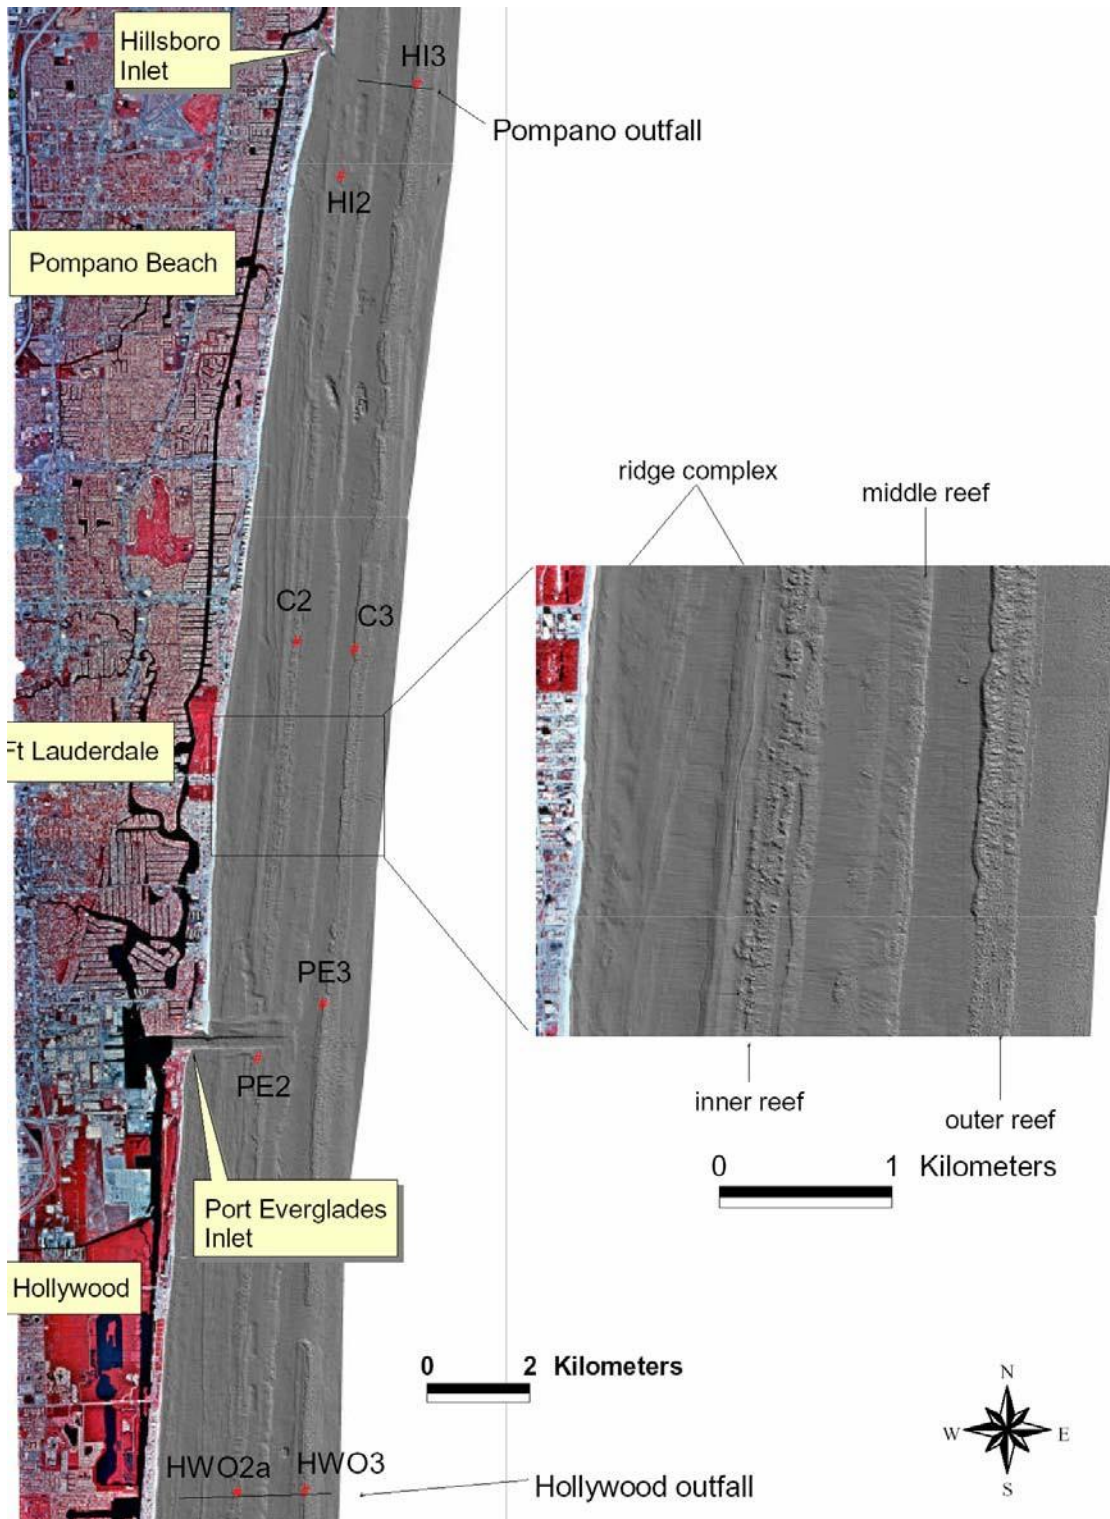 Hillsboro
Inlet
HI3
Pompano outfall
HI2
Pompano Beach
ridge complex
middle reef
C2
C3
Ft Lauderdale
PE3
PE2
inner reef
outer reef
0 1 Kilometers
Port Everglades
Inlet
Hollywood
0 2 Kilometers
N
W E
S
HWO2a
HWO3
Hollywood outfall